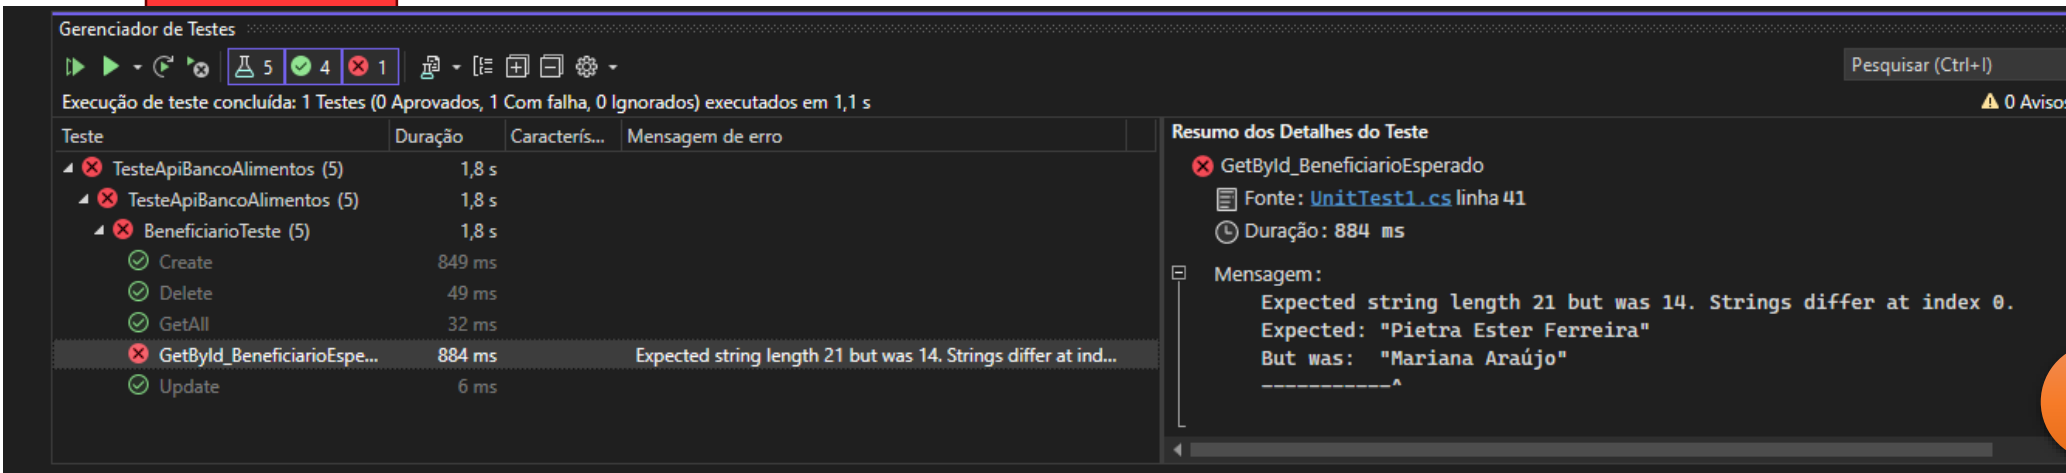 Gerenciador de Testes
5 4 1
Pesquisar (Ctrl+I)
Execução de teste concluída: 1 Testes (0 Aprovados, 1 Com falha, 0 Ignorados) executados em 1,1 s
0 Avisos
Teste Duração Caracterís... Mensagem de erro
TesteApiBancoAlimentos (5) 1,8 s
TesteApiBancoAlimentos (5) 1,8 s
BeneficiarioTeste (5) 1,8 s
Create 849 ms
Delete 49 ms
GetAll 32 ms
GetById_BeneficiarioEspe... 884 ms Expected string length 21 but was 14. Strings differ at ind...
Update 6 ms
Resumo dos Detalhes do Teste
GetById_BeneficiarioEsperado
Fonte: UnitTest1.cs linha 41
Duração: 884 ms
Mensagem:
Expected string length 21 but was 14. Strings differ at index 0.
Expected: "Pietra Ester Ferreira"
But was: "Mariana Araújo"
-----------^